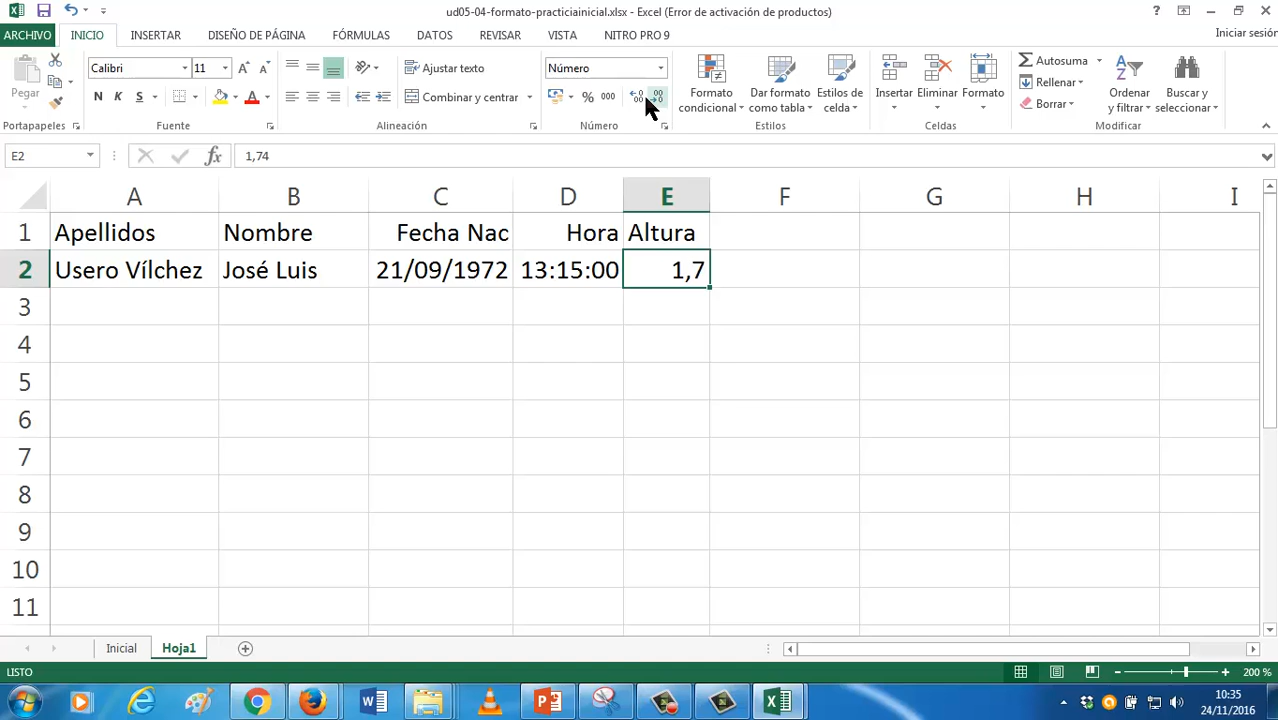 ud05-04-formato-practiciainicial.xlsx - Excel (Error de activación de productos)
ARCHIVO INICIO INSERTAR DISEÑO DE PÁGINA FÓRMULAS DATOS REVISAR VISTA NITRO PRO 9 Iniciar sesión
Pegar
Calibri 11
N K S
Ajustar texto
Combinar y centrar
Número
% 000
Formato condicional
Dar formato como tabla
Estilos de celda
Insertar Eliminar Formato
Autosuma
Rellenar
Borrar
Ordenar y filtrar
Buscar y seleccionar
Portapapeles Fuente Alineación Número Estilos Celdas Modificar
E2 fx 1,74
A B C D E F G H I
1 Apellidos Nombre Fecha Nac Hora Altura
2 Usero Vílchez José Luis 21/09/1972 13:15:00 1,7
3
4
5
6
7
8
9
10
11
Inicial Hoja1
LISTO 200 %
10:35
24/11/2016